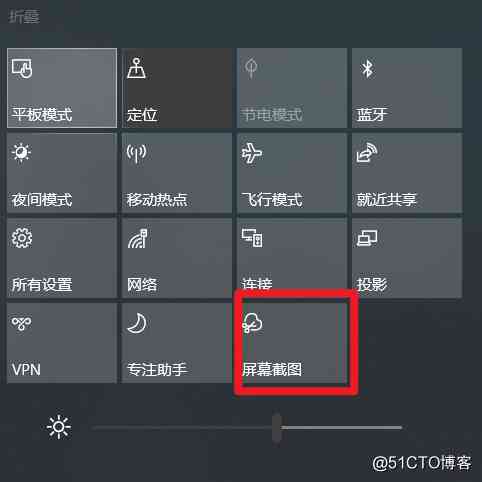 折叠
平板模式
定位
节电模式
蓝牙
夜间模式
移动热点
飞行模式
就近共享
所有设置
网络
连接
投影
VPN
专注助手
屏幕截图
@51CTO博客